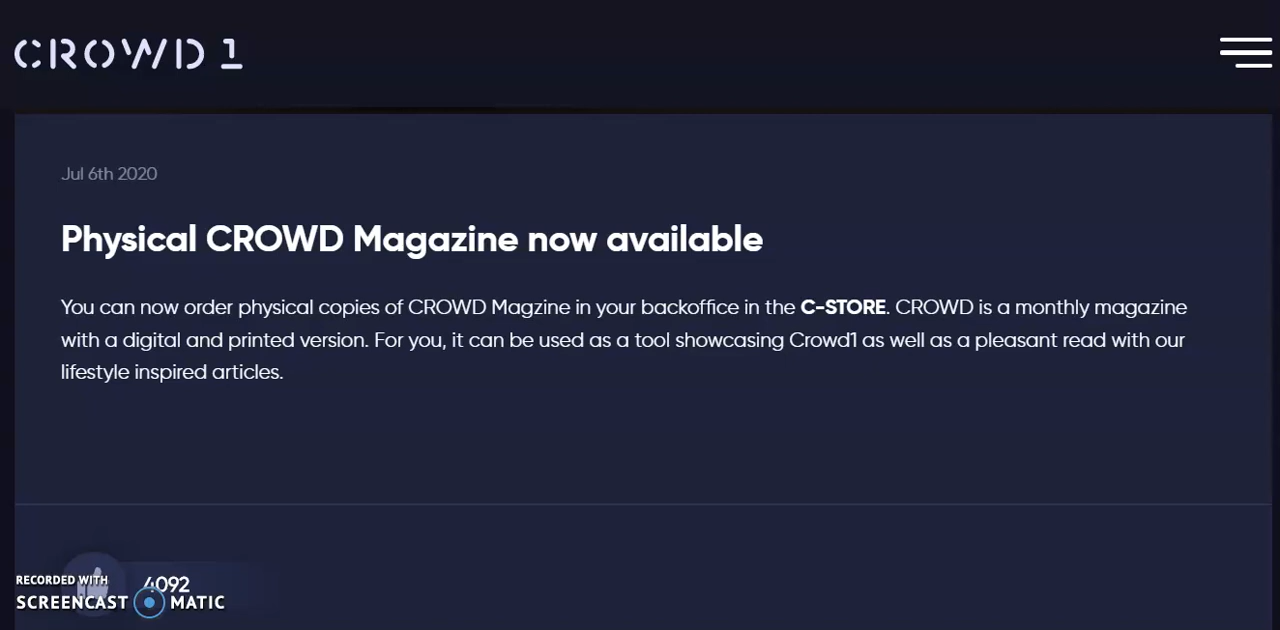 CROWD 1
Jul 6th 2020
Physical CROWD Magazine now available
You can now order physical copies of CROWD Magzine in your backoffice in the C-STORE. CROWD is a monthly magazine
with a digital and printed version. For you, it can be used as a tool showcasing Crowd1 as well as a pleasant read with our
lifestyle inspired articles.
4092
RECORDED WITH
SCREENCAST MATIC